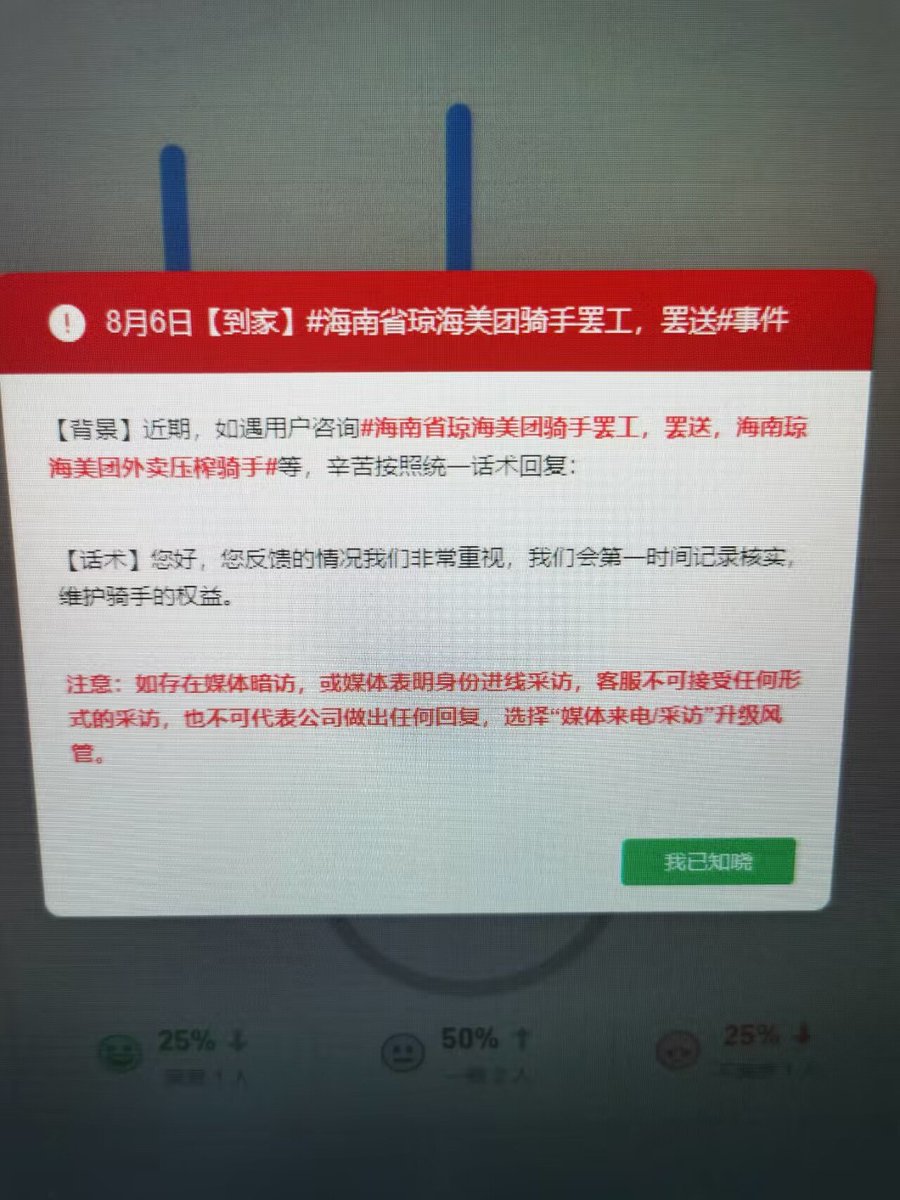 8月6日【到家】#海南省琼海美团骑手罢工，罢送#事件
【背景】近期，如遇用户咨询#海南省琼海美团骑手罢工，罢送，海南琼
海美团外卖压榨骑手#等，辛苦按照统一话术回复：
【话术】您好，您反馈的情况我们非常重视，我们会第一时间记录核实，
维护骑手的权益。
注意：如存在媒体暗访，或媒体表明身份进线采访，客服不可接受任何形
式的采访，也不可代表公司做出任何回复，选择“媒体来电/采访”升级风
管。
我已知晓
25% ↓
50% ↑
25% ↓